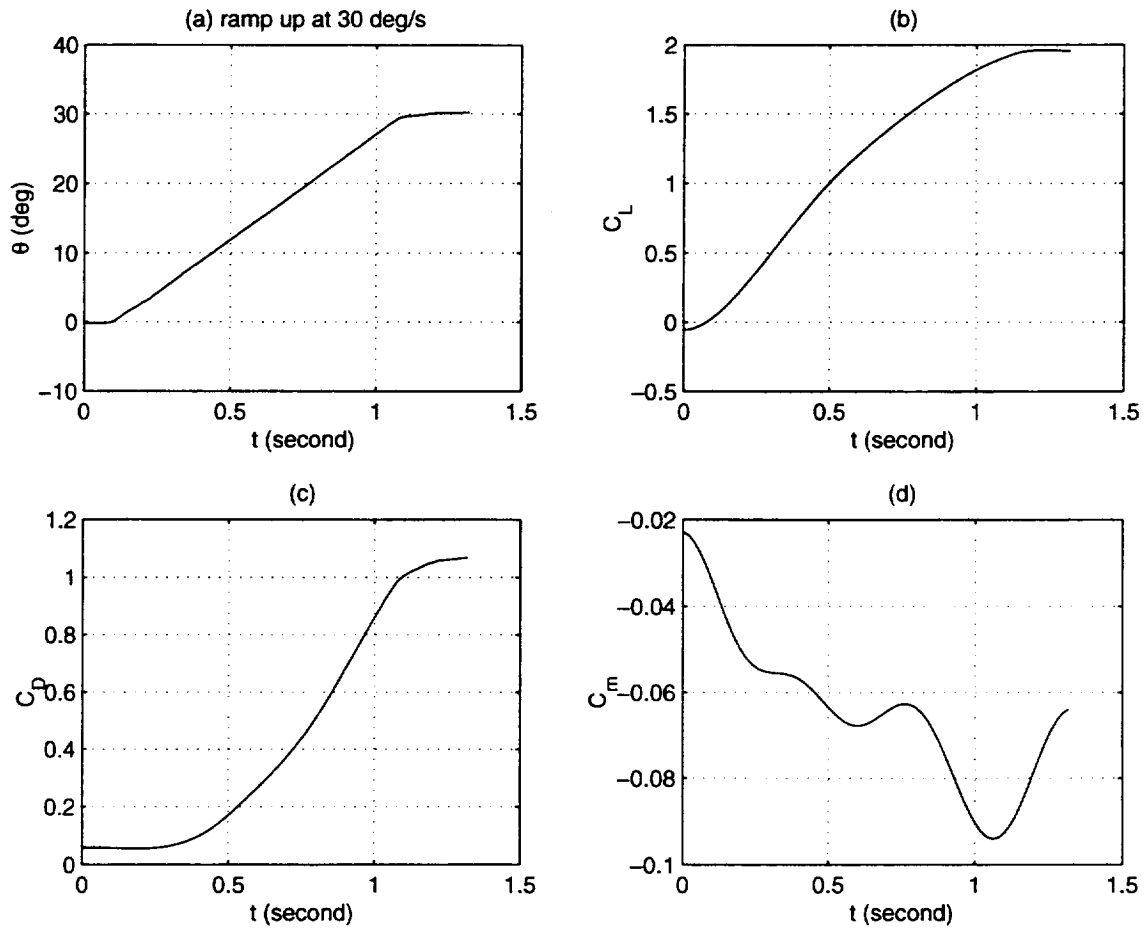 (a) ramp up at 30 deg/s
40
30
20
10
0
−10
θ (deg)
0 0.5 1 1.5
t (second)
(b)
2
1.5
1
0.5
0
−0.5
C_L
0 0.5 1 1.5
t (second)
(c)
1.2
1
0.8
0.6
0.4
0.2
0
C_D
0 0.5 1 1.5
t (second)
(d)
−0.02
−0.04
−0.06
−0.08
−0.1
C_m
0 0.5 1 1.5
t (second)